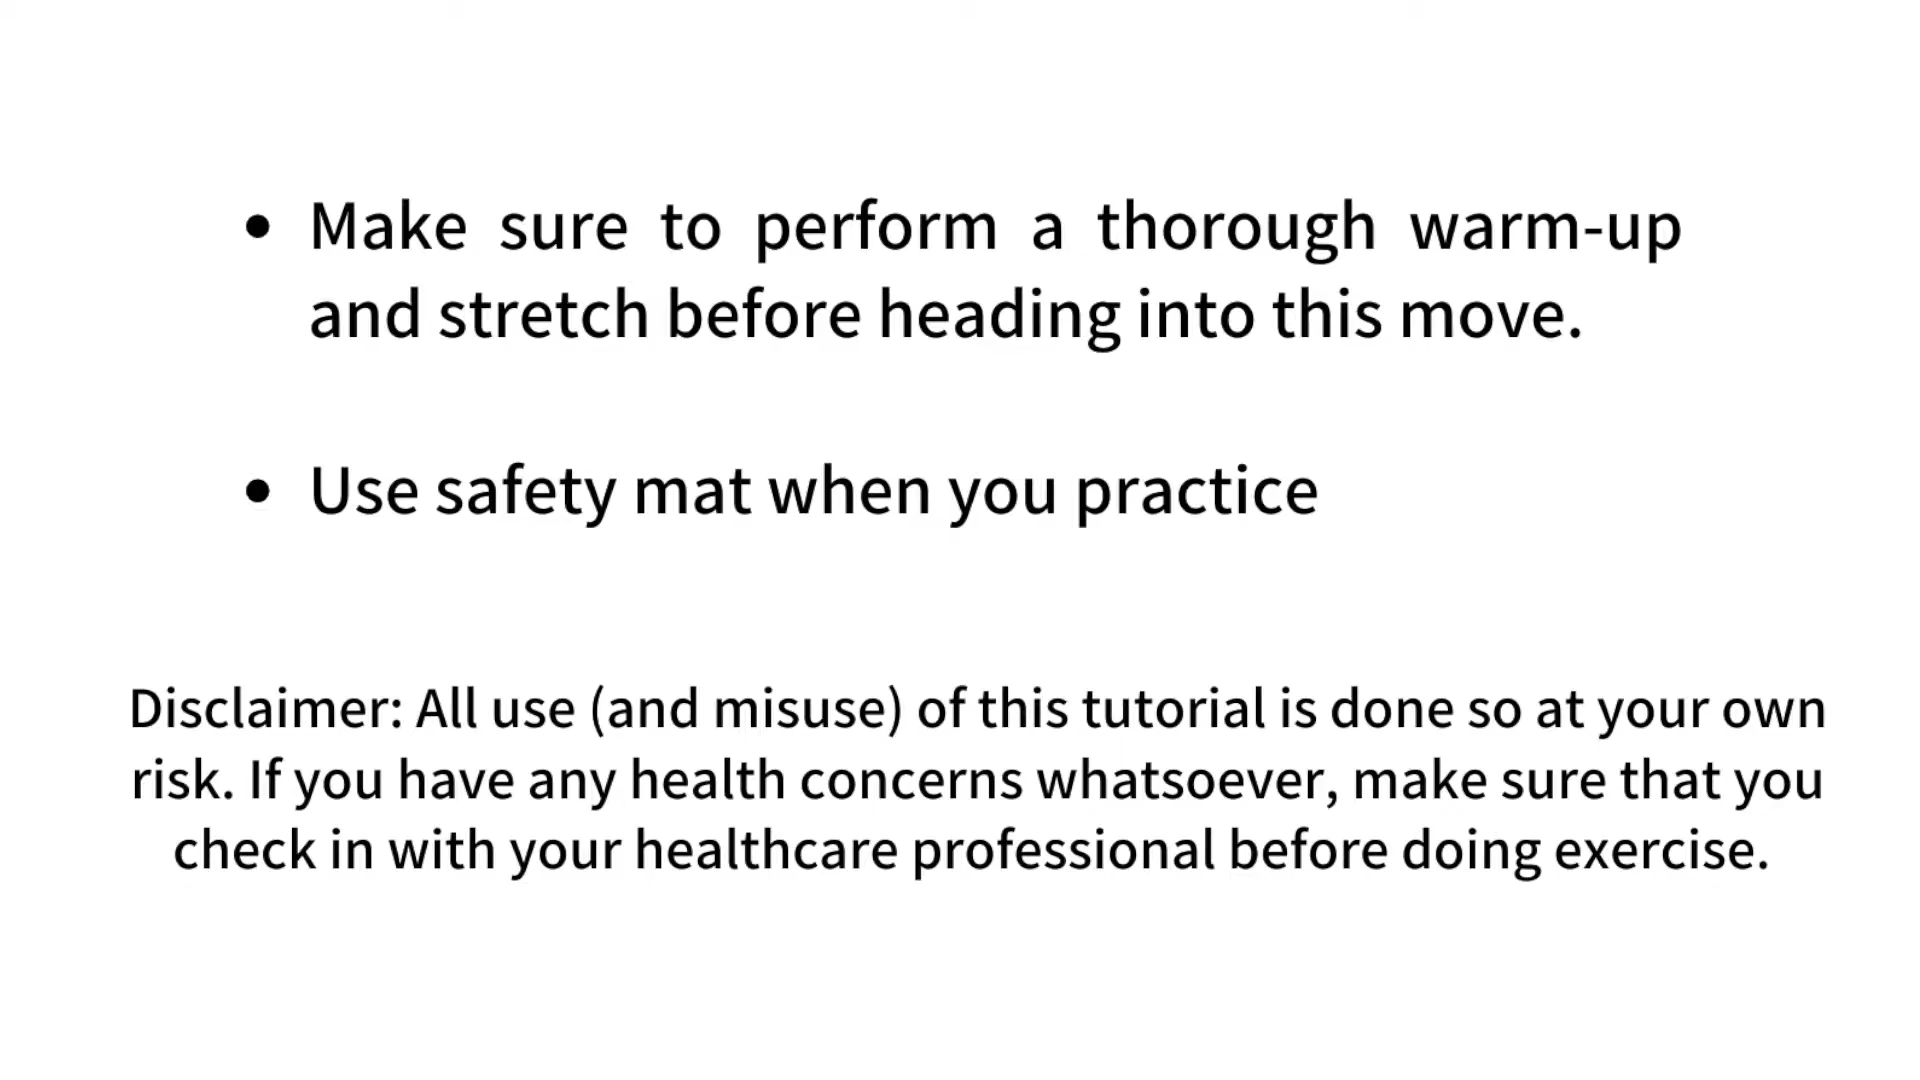 • Make sure to perform a thorough warm-up
and stretch before heading into this move.
• Use safety mat when you practice
Disclaimer: All use (and misuse) of this tutorial is done so at your own
risk. If you have any health concerns whatsoever, make sure that you
check in with your healthcare professional before doing exercise.